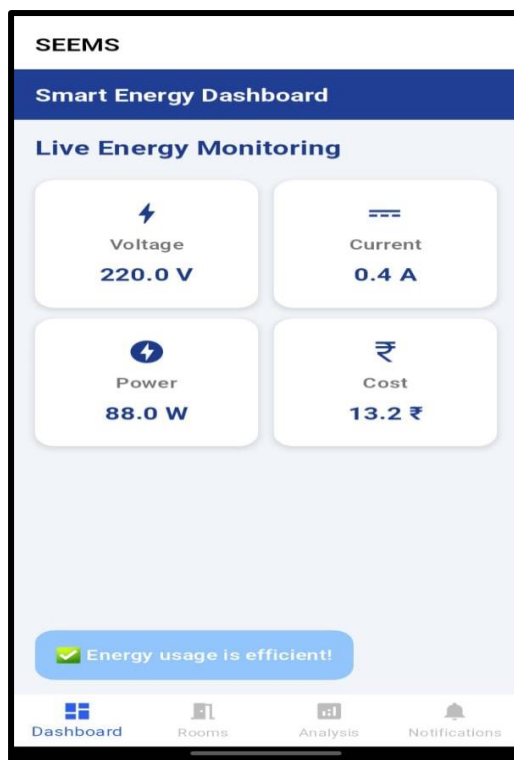 SEEMS
Smart Energy Dashboard
Live Energy Monitoring
Voltage
220.0 V
Current
0.4 A
Power
88.0 W
₹
Cost
13.2 ₹
✅ Energy usage is efficient!
Dashboard
Rooms
Analysis
Notifications